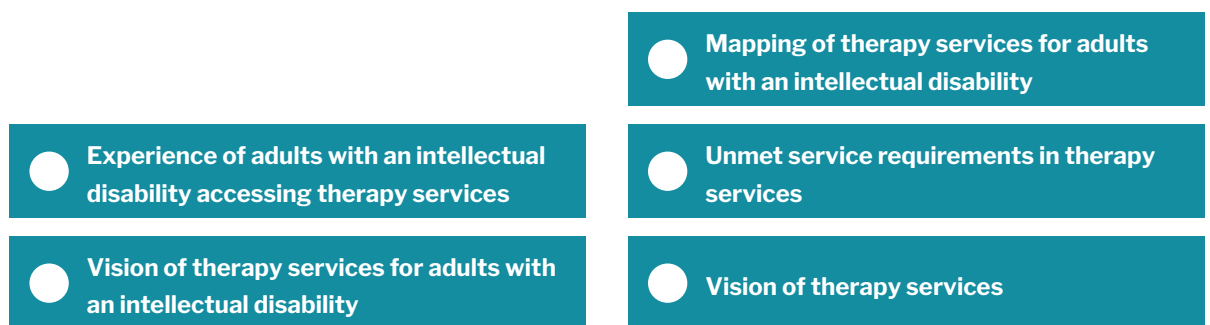 Mapping of therapy services for adults
with an intellectual disability
Experience of adults with an intellectual
disability accessing therapy services
Unmet service requirements in therapy
services
Vision of therapy services for adults with
an intellectual disability
Vision of therapy services